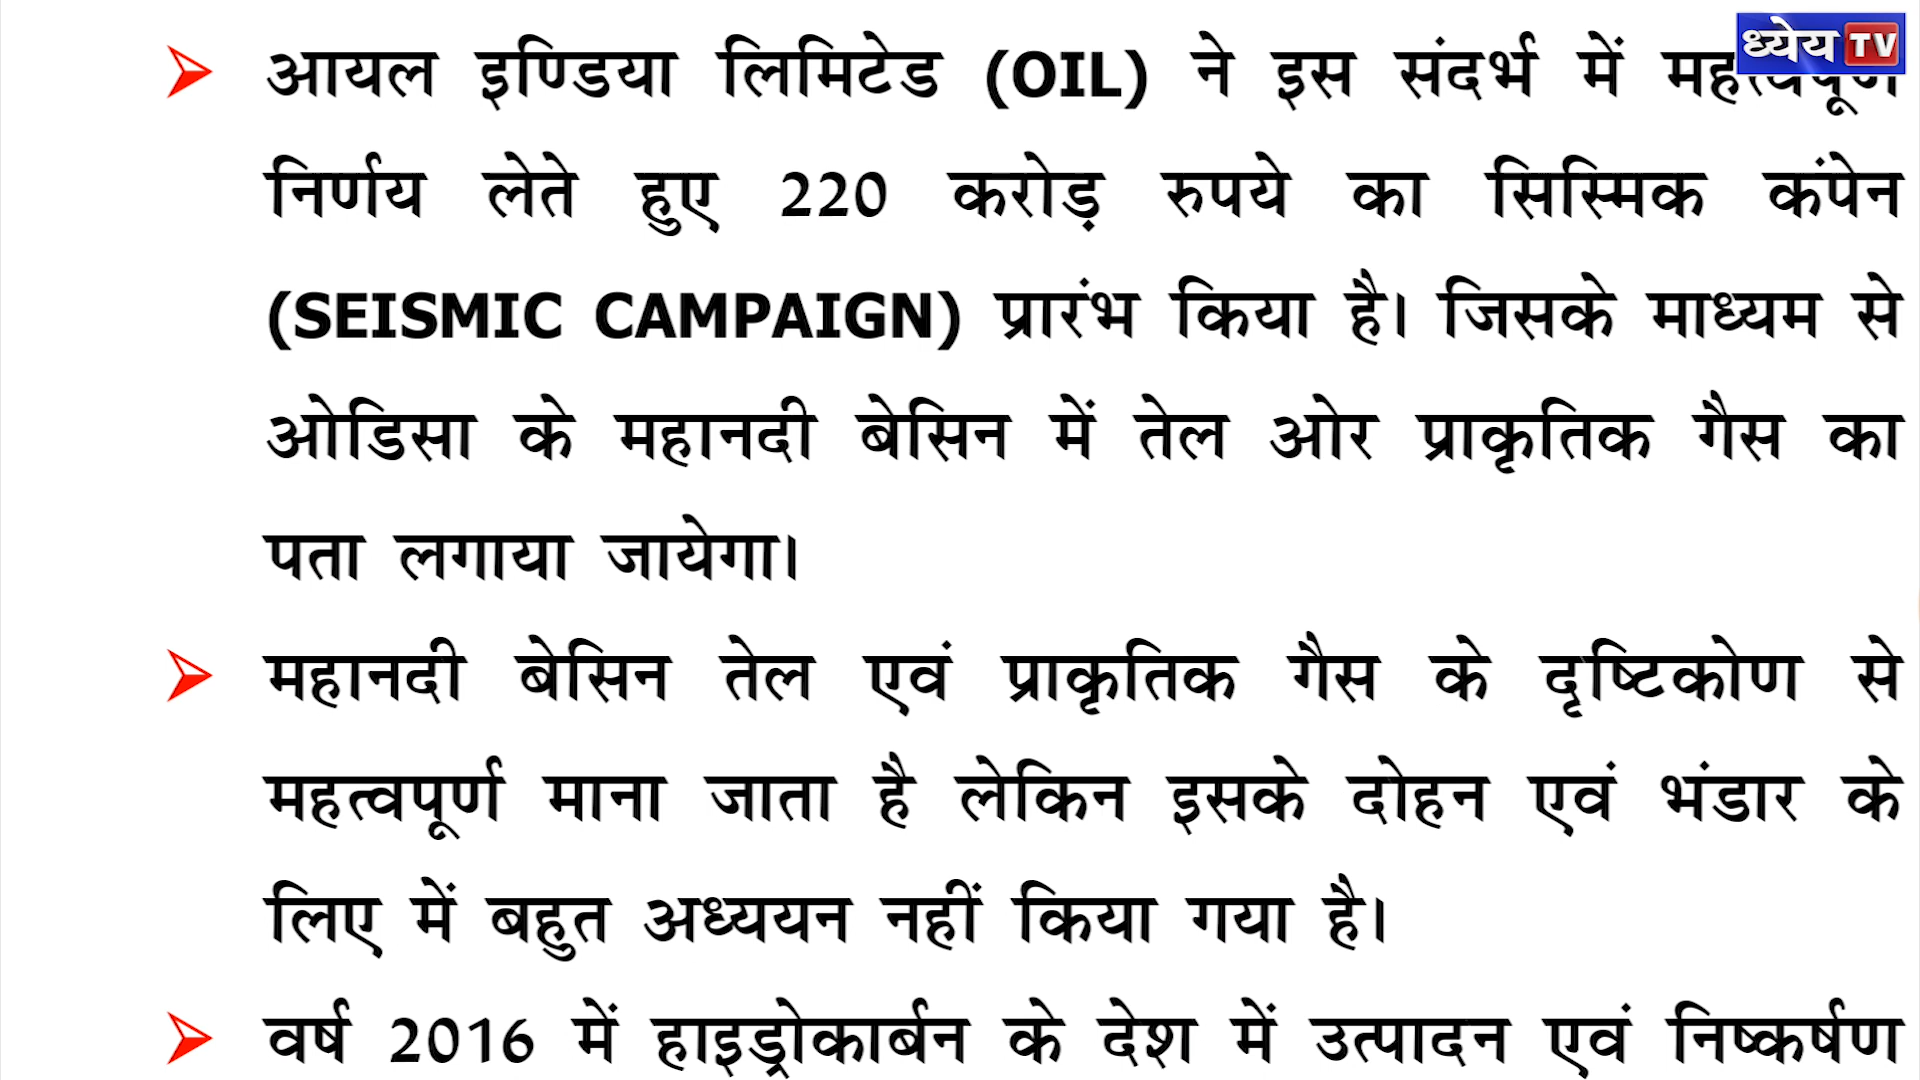 ध्येय TV
आयल इण्डिया लिमिटेड (OIL) ने इस संदर्भ में महत्वपूर्ण
निर्णय लेते हुए 220 करोड़ रुपये का सिस्मिक कंपेन
(SEISMIC CAMPAIGN) प्रारंभ किया है। जिसके माध्यम से
ओडिसा के महानदी बेसिन में तेल ओर प्राकृतिक गैस का
पता लगाया जायेगा।
महानदी बेसिन तेल एवं प्राकृतिक गैस के दृष्टिकोण से
महत्वपूर्ण माना जाता है लेकिन इसके दोहन एवं भंडार के
लिए में बहुत अध्ययन नहीं किया गया है।
वर्ष 2016 में हाइड्रोकार्बन के देश में उत्पादन एवं निष्कर्षण